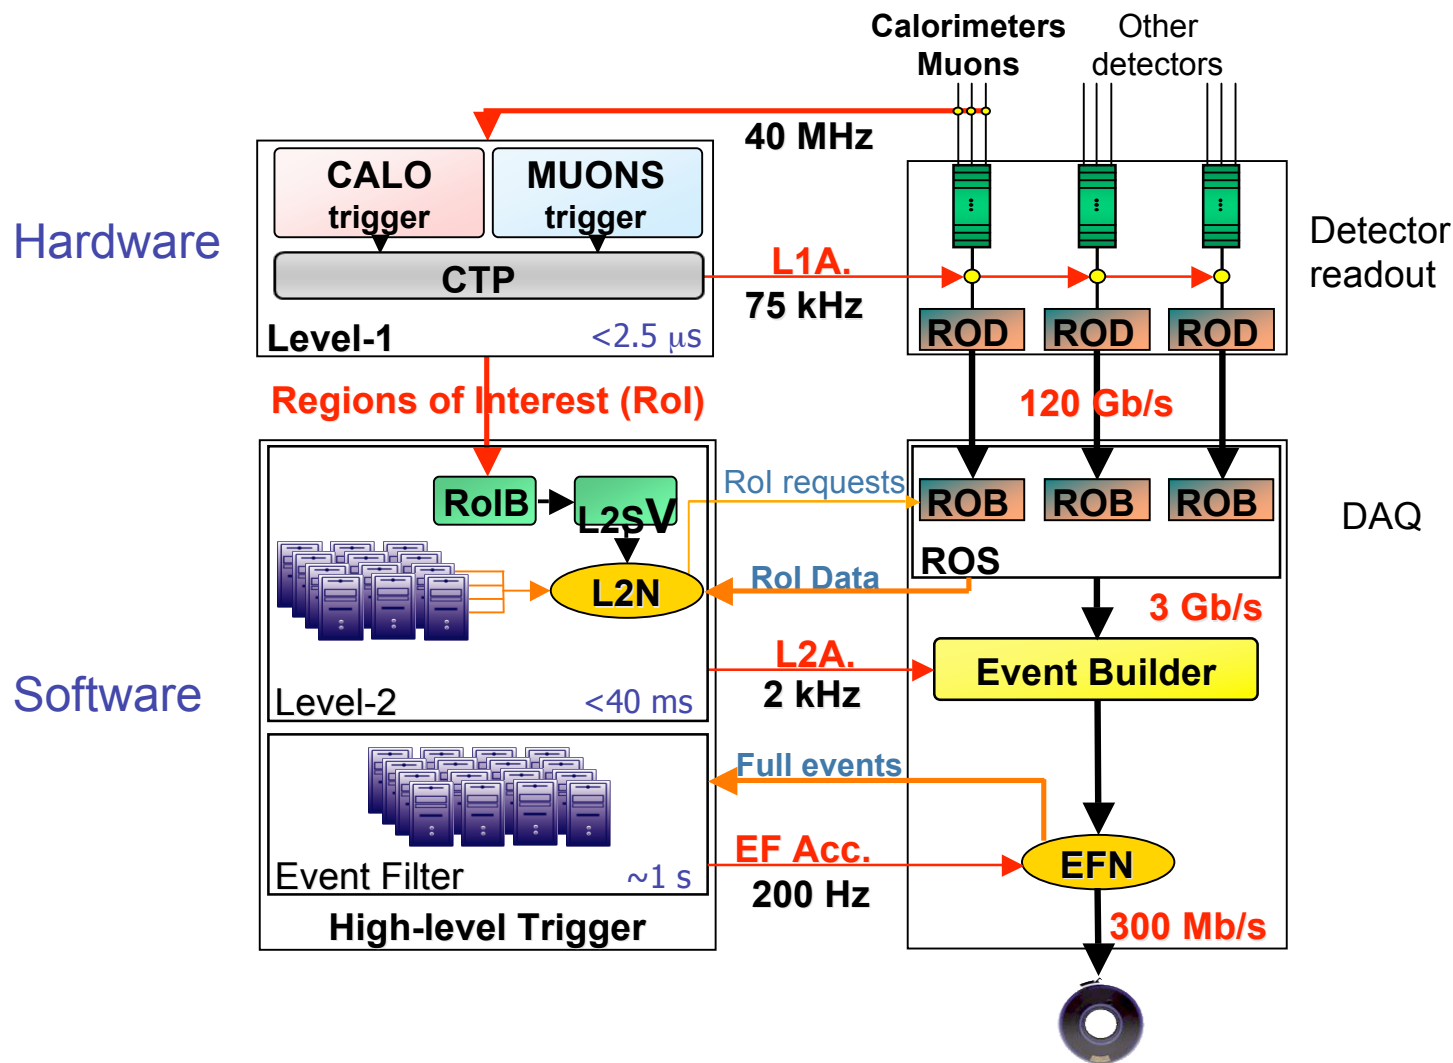 Calorimeters
Muons
Other
detectors
40 MHz
CALO
trigger
MUONS
trigger
Hardware
CTP
L1A.
75 kHz
Detector
readout
Level-1
<2.5 μs
ROD
ROD
ROD
Regions of Interest (RoI)
120 Gb/s
RoIB
L2SV
RoI requests
ROB
ROB
ROB
DAQ
ROS
L2N
RoI Data
3 Gb/s
Software
L2A.
2 kHz
Event Builder
Level-2
<40 ms
Full events
EF Acc.
200 Hz
EFN
Event Filter
~1 s
High-level Trigger
300 Mb/s